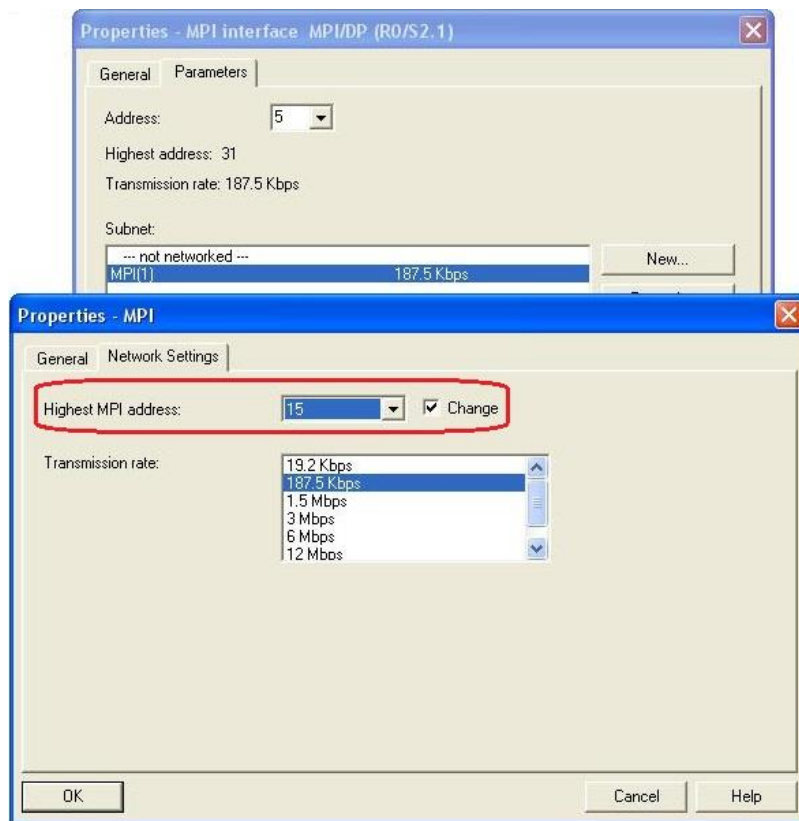 Properties - MPI interface  MPI/DP (R0/S2.1)
General
Parameters
Address:
5
Highest address: 31
Transmission rate: 187.5 Kbps
Subnet:
--- not networked ---
MPI(1)
187.5 Kbps
New...
Properties - MPI
General
Network Settings
Highest MPI address:
15
Change
Transmission rate:
19.2 Kbps
187.5 Kbps
1.5 Mbps
3 Mbps
6 Mbps
12 Mbps
OK
Cancel
Help